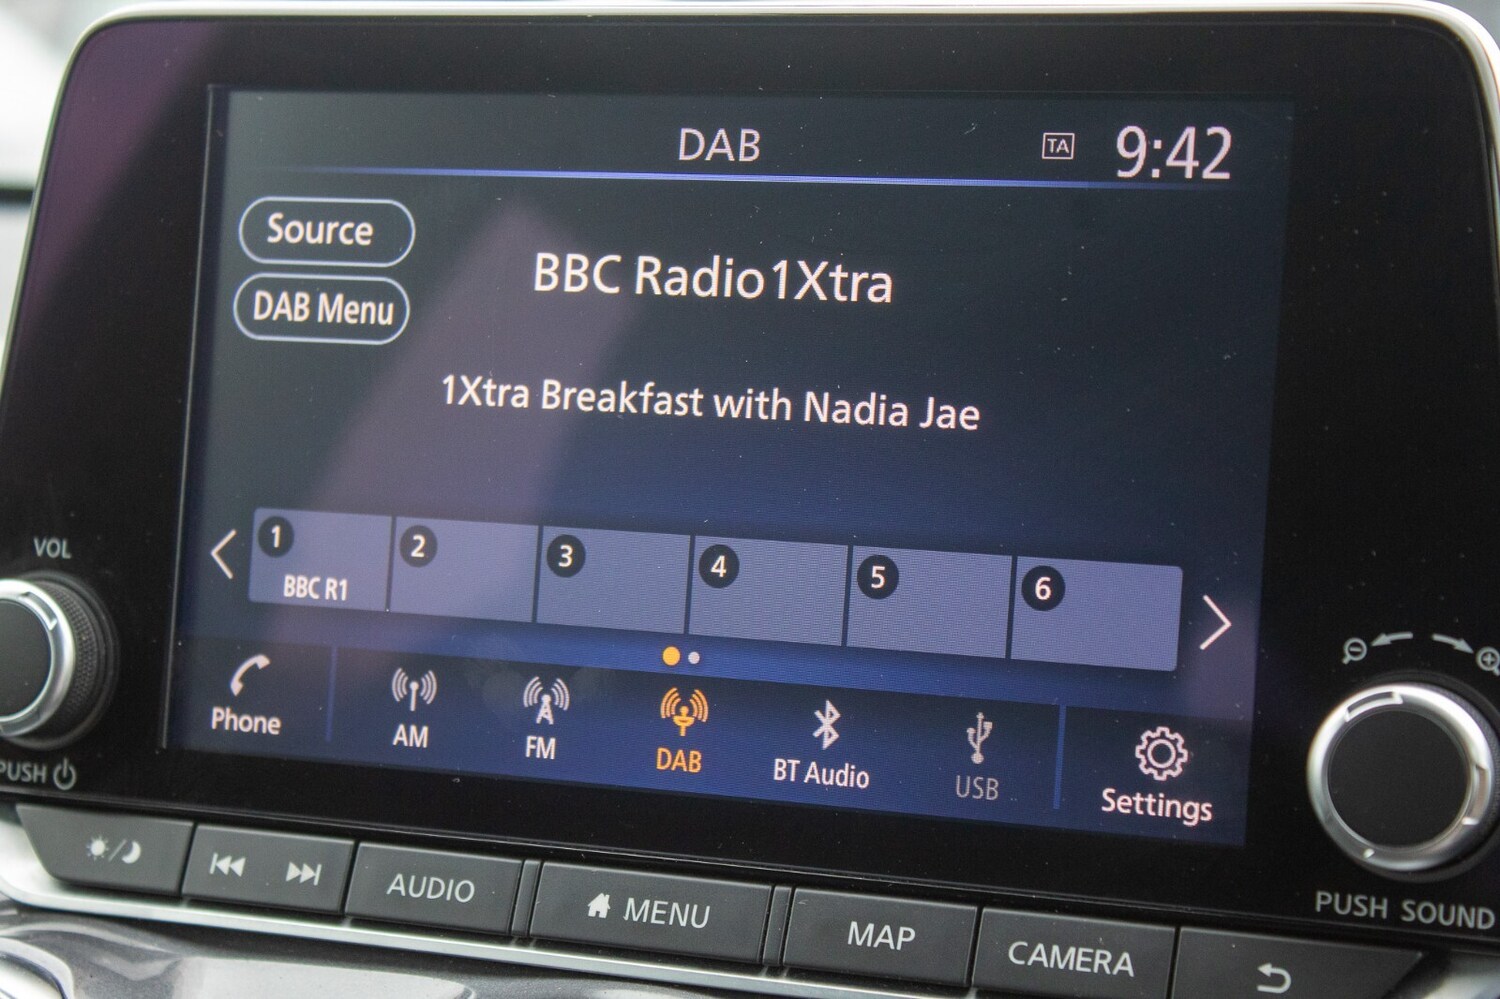 DAB
TA
9:42
Source
DAB Menu
BBC Radio1Xtra
1Xtra Breakfast with Nadia Jae
1
2
3
4
5
6
BBC R1
Phone
AM
FM
DAB
BT Audio
USB
Settings
VOL
PUSH
PUSH SOUND
AUDIO
MENU
MAP
CAMERA